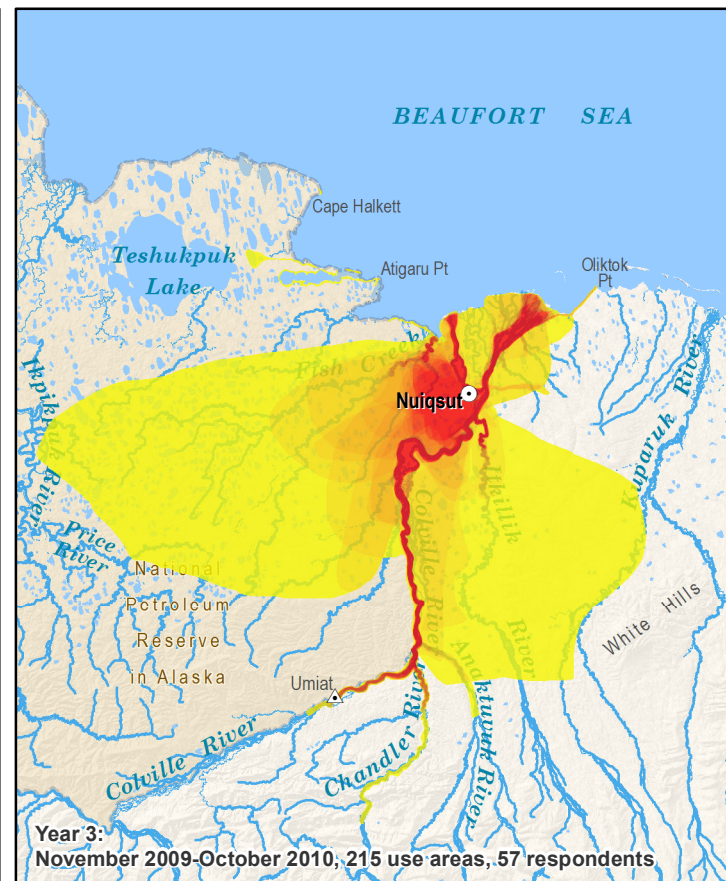 BEAUFORT SEA
Cape Halkett
Teshukpuk
Lake
Atigaru Pt
Oliktok
Pt
Fish Creek
Nuiqsut
Kuparuk River
Ikpikpuk River
Colville River
Itkillik River
Price
River
National
Petroleum
Reserve
in Alaska
White Hills
Umiat
Anaktuvuk River
Chandler River
Colville River
Year 3:
November 2009-October 2010, 215 use areas, 57 respondents